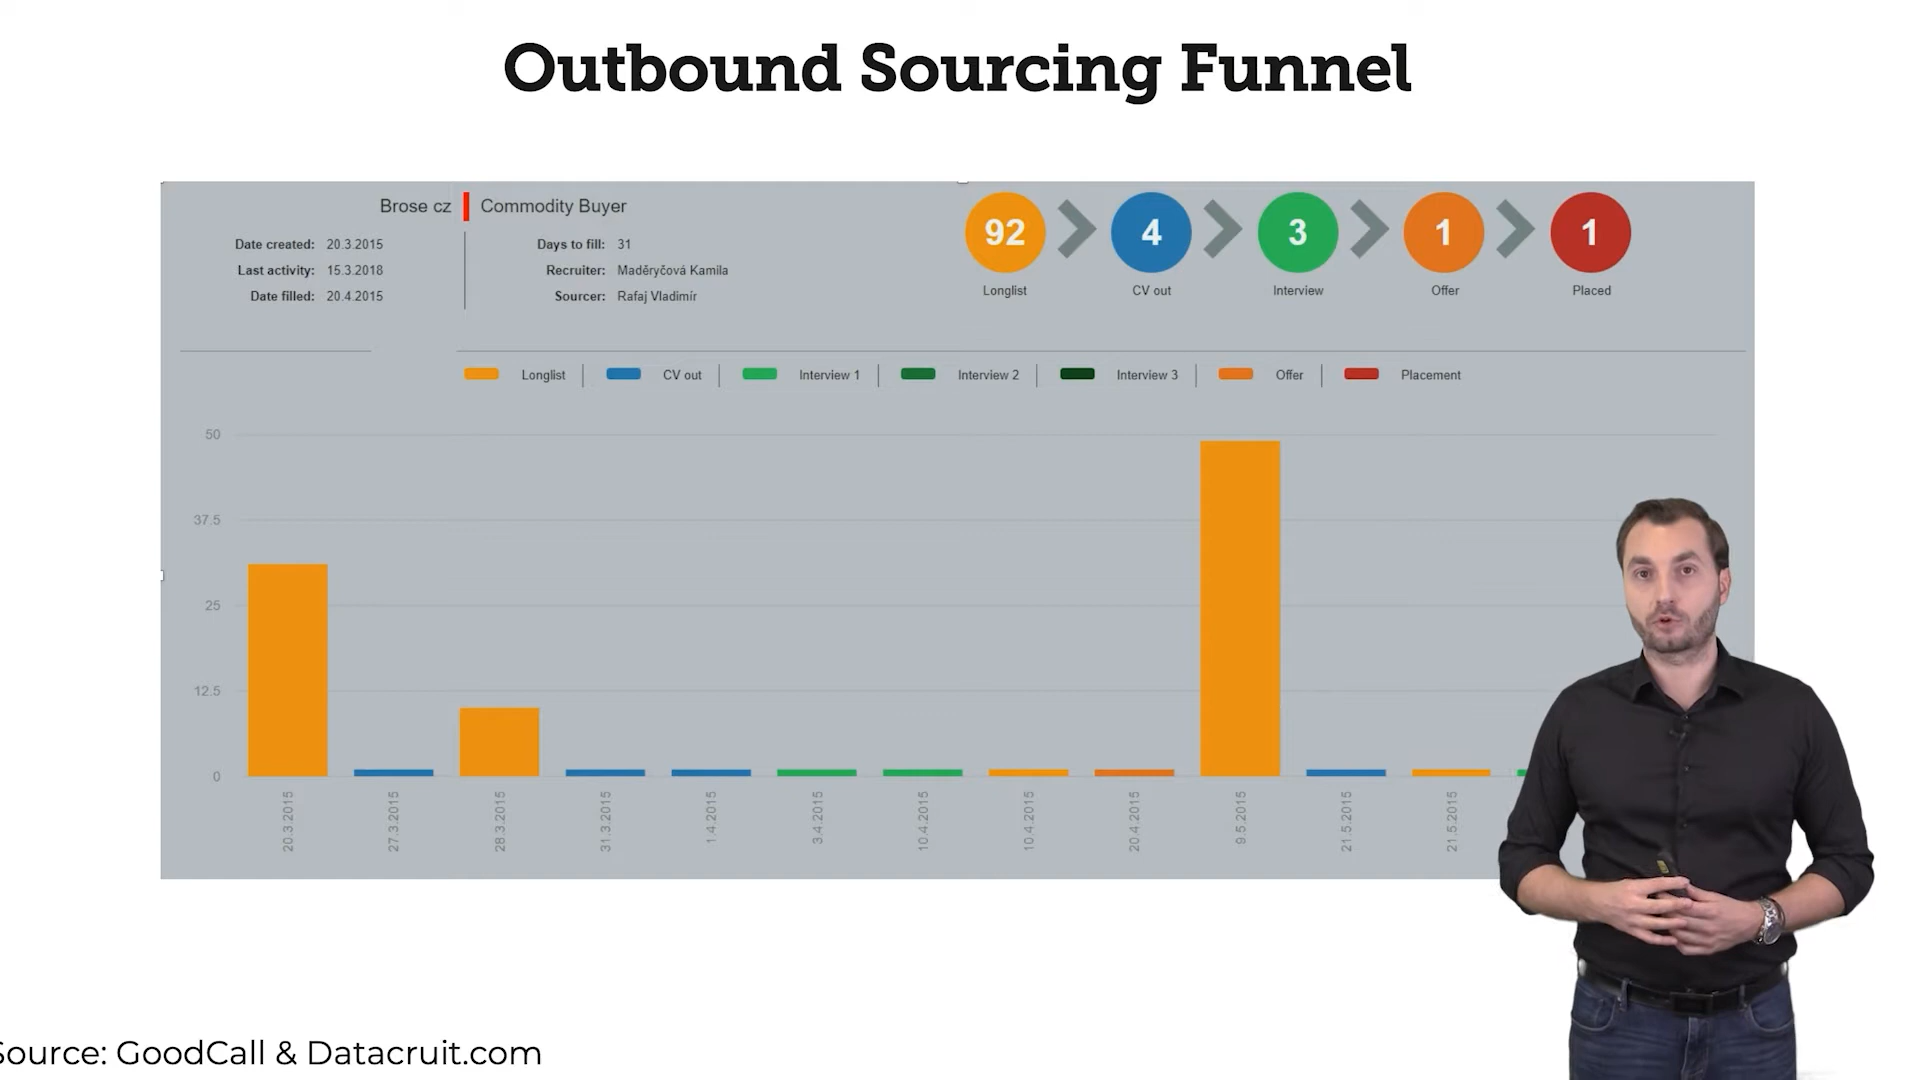 Outbound Sourcing Funnel
Brose cz Commodity Buyer
Date created: 20.3.2015
Last activity: 15.3.2018
Date filled: 20.4.2015
Days to fill: 31
Recruiter: Maděryčová Kamila
Sourcer: Rafaj Vladimír
92 4 3 1 1
Longlist CV out Interview Offer Placed
Longlist CV out Interview 1 Interview 2 Interview 3 Offer Placement
50
37.5
25
12.5
0
20.3.2015 27.3.2015 28.3.2015 31.3.2015 1.4.2015 3.4.2015 10.4.2015 10.4.2015 20.4.2015 9.5.2015 21.5.2015 21.5.2015
Source: GoodCall & Datacruit.com